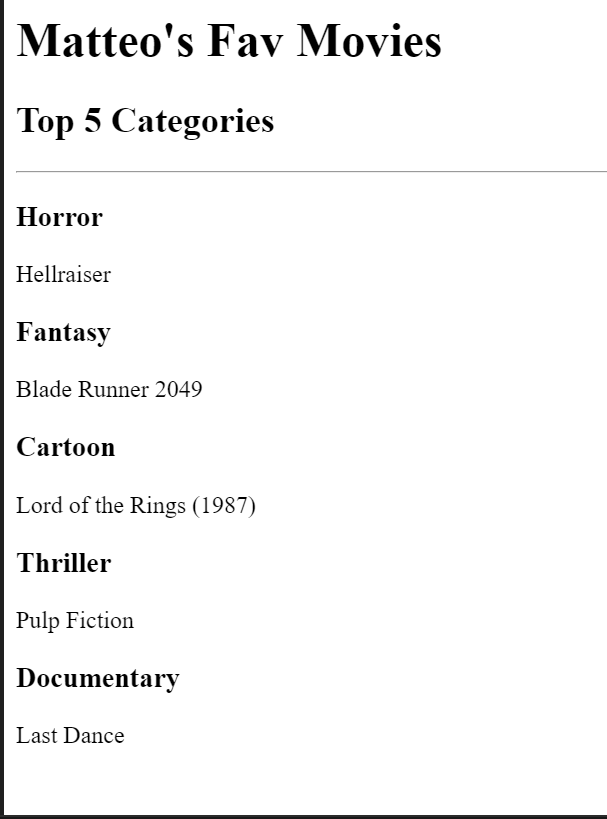 Matteo's Fav Movies
Top 5 Categories
Horror
Hellraiser
Fantasy
Blade Runner 2049
Cartoon
Lord of the Rings (1987)
Thriller
Pulp Fiction
Documentary
Last Dance